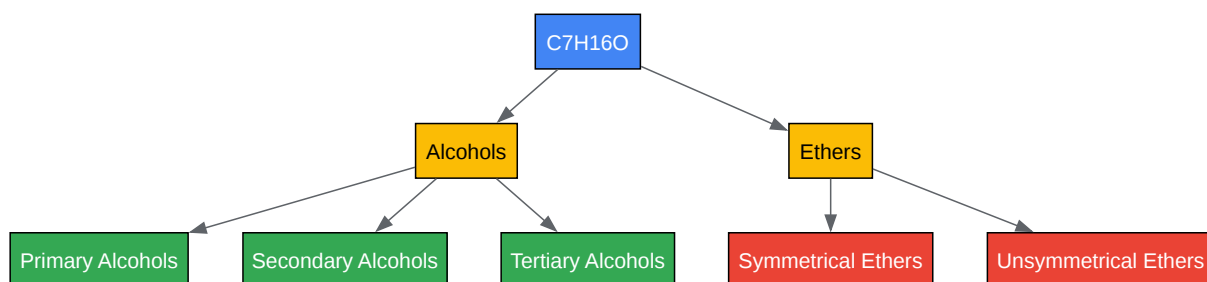 C7H16O
Alcohols
Ethers
Primary Alcohols
Secondary Alcohols
Tertiary Alcohols
Symmetrical Ethers
Unsymmetrical Ethers